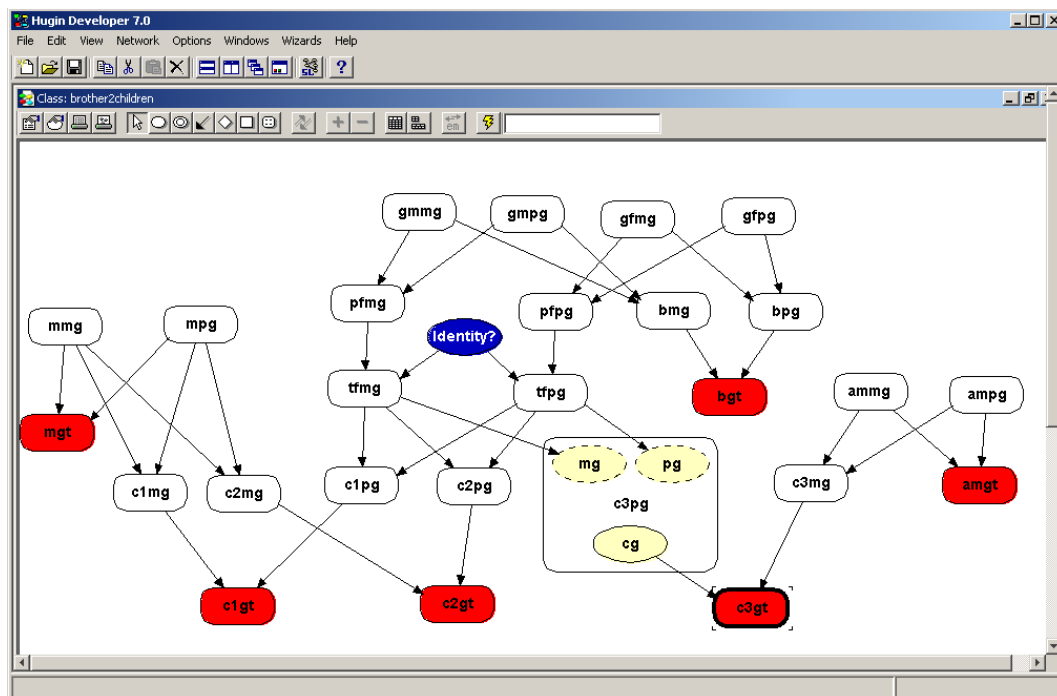 Hugin Developer 7.0
File Edit View Network Options Windows Wizards Help
SL ?
Class: brother2children
em
gmmg gmpg gfmg gfpg
pfmg pfpg bmg bpg
mmg mpg
Identity?
tfmg tfpg
bgt
ammg ampg
mgt
mg pg
c1mg c2mg c1pg c2pg c3mg amgt
c3pg
cg
c1gt c2gt c3gt